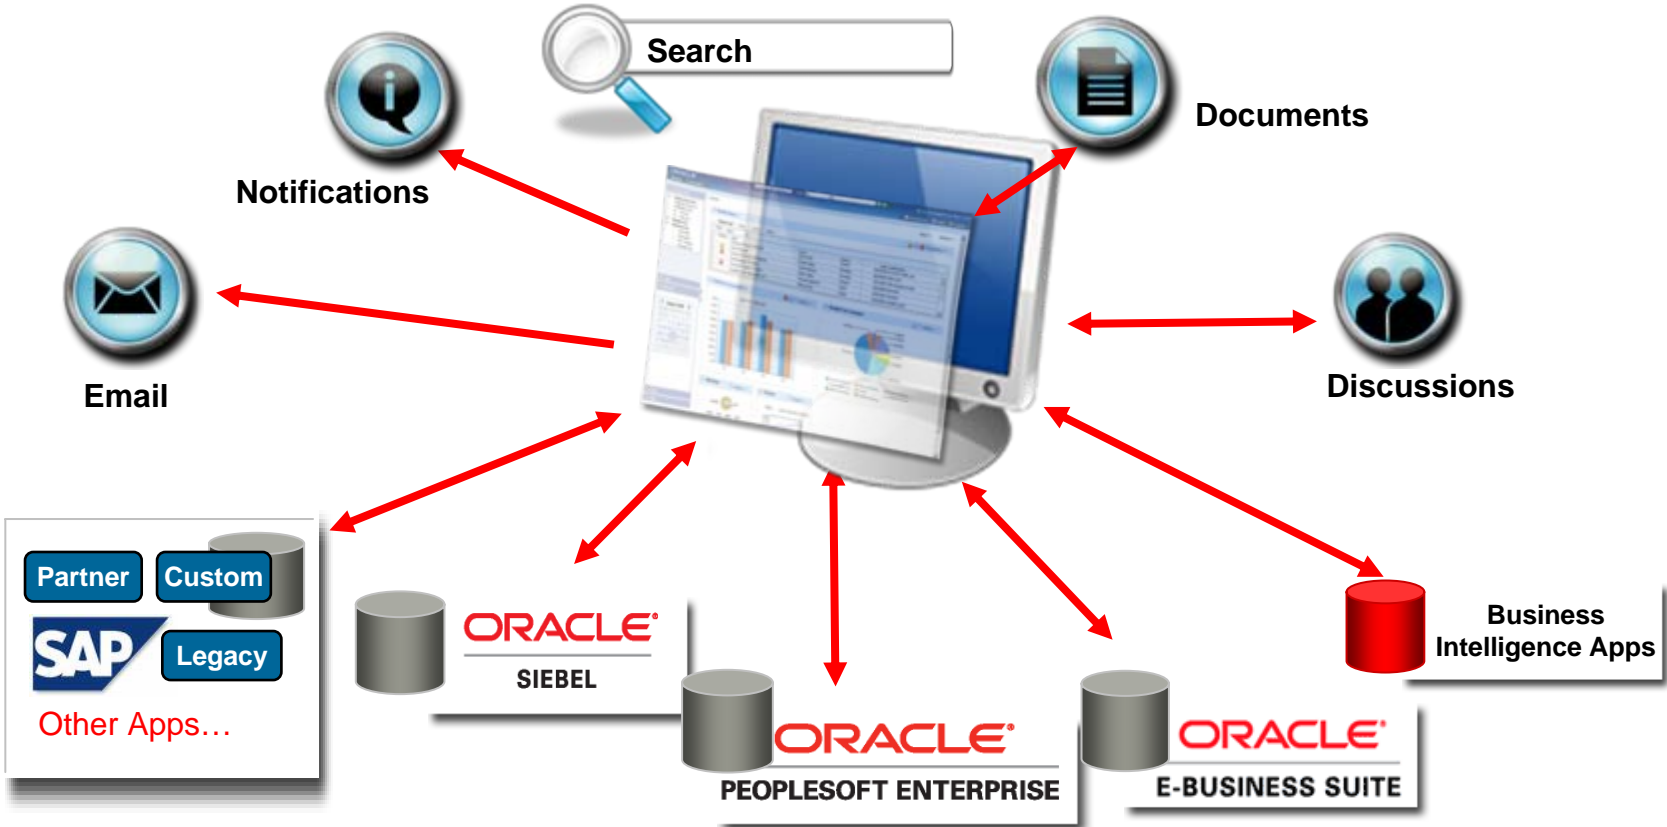 Search
Documents
Notifications
Email
Discussions
Partner
Custom
SAP
Legacy
Other Apps…
ORACLE®
SIEBEL
ORACLE®
PEOPLESOFT ENTERPRISE
ORACLE®
E-BUSINESS SUITE
Business
Intelligence Apps